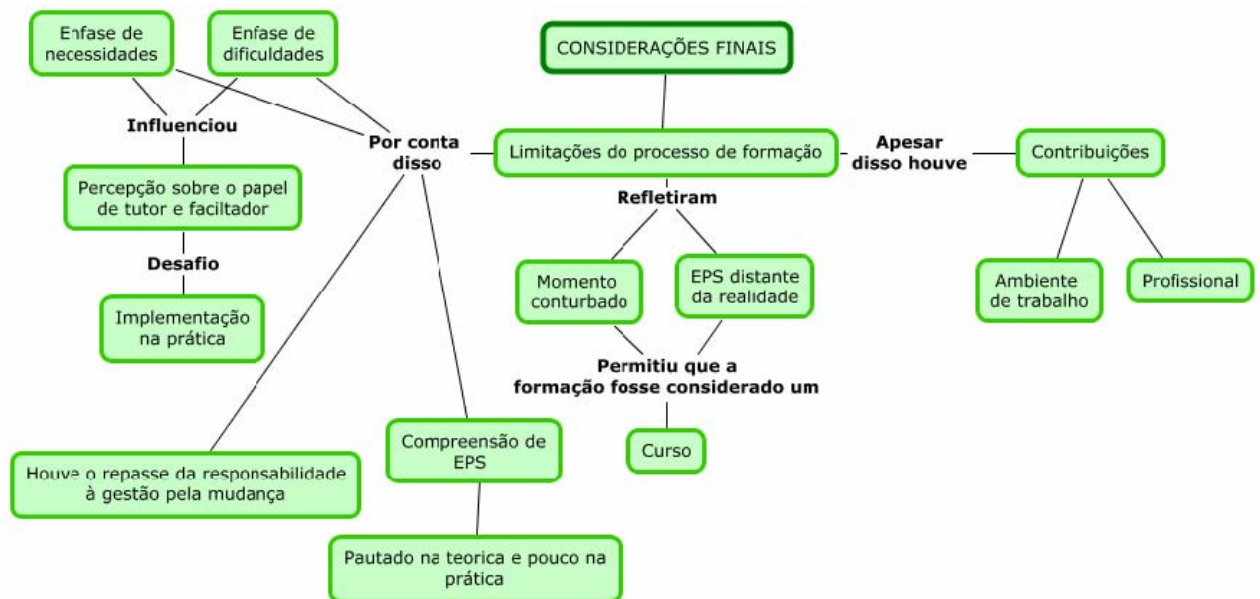 Enfase de
necessidades
Enfase de
dificuldades
CONSIDERAÇÕES FINAIS
Influenciou
Por conta
disso
Limitações do processo de formação
Apesar
disso houve
Contribuições
Percepção sobre o papel
de tutor e faciltador
Refletiram
Desafio
Momento
conturbado
EPS distante
da realidade
Ambiente
de trabalho
Profissional
Implementação
na prática
Permitiu que a
formação fosse considerado um
Compreensão de
EPS
Curso
Houve o repasse da responsabilidade
à gestão pela mudança
Pautado na teorica e pouco na
prática